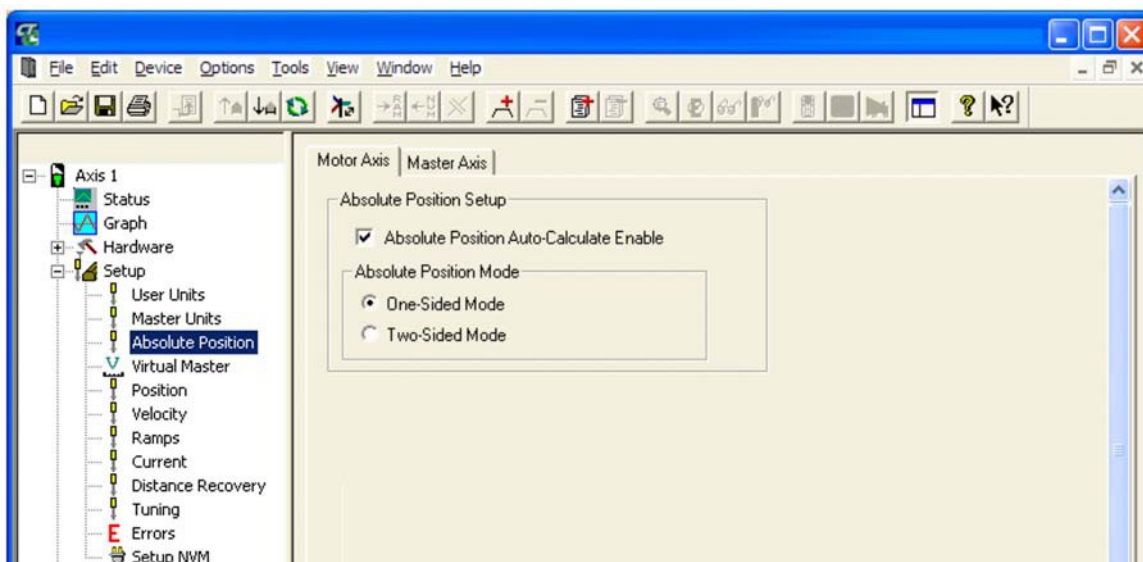 File Edit Device Options Tools View Window Help
Axis 1
Status
Graph
Hardware
Setup
User Units
Master Units
Absolute Position
Virtual Master
Position
Velocity
Ramps
Current
Distance Recovery
Tuning
E Errors
Setup NVM
Motor Axis Master Axis
Absolute Position Setup
Absolute Position Auto-Calculate Enable
Absolute Position Mode
One-Sided Mode
Two-Sided Mode